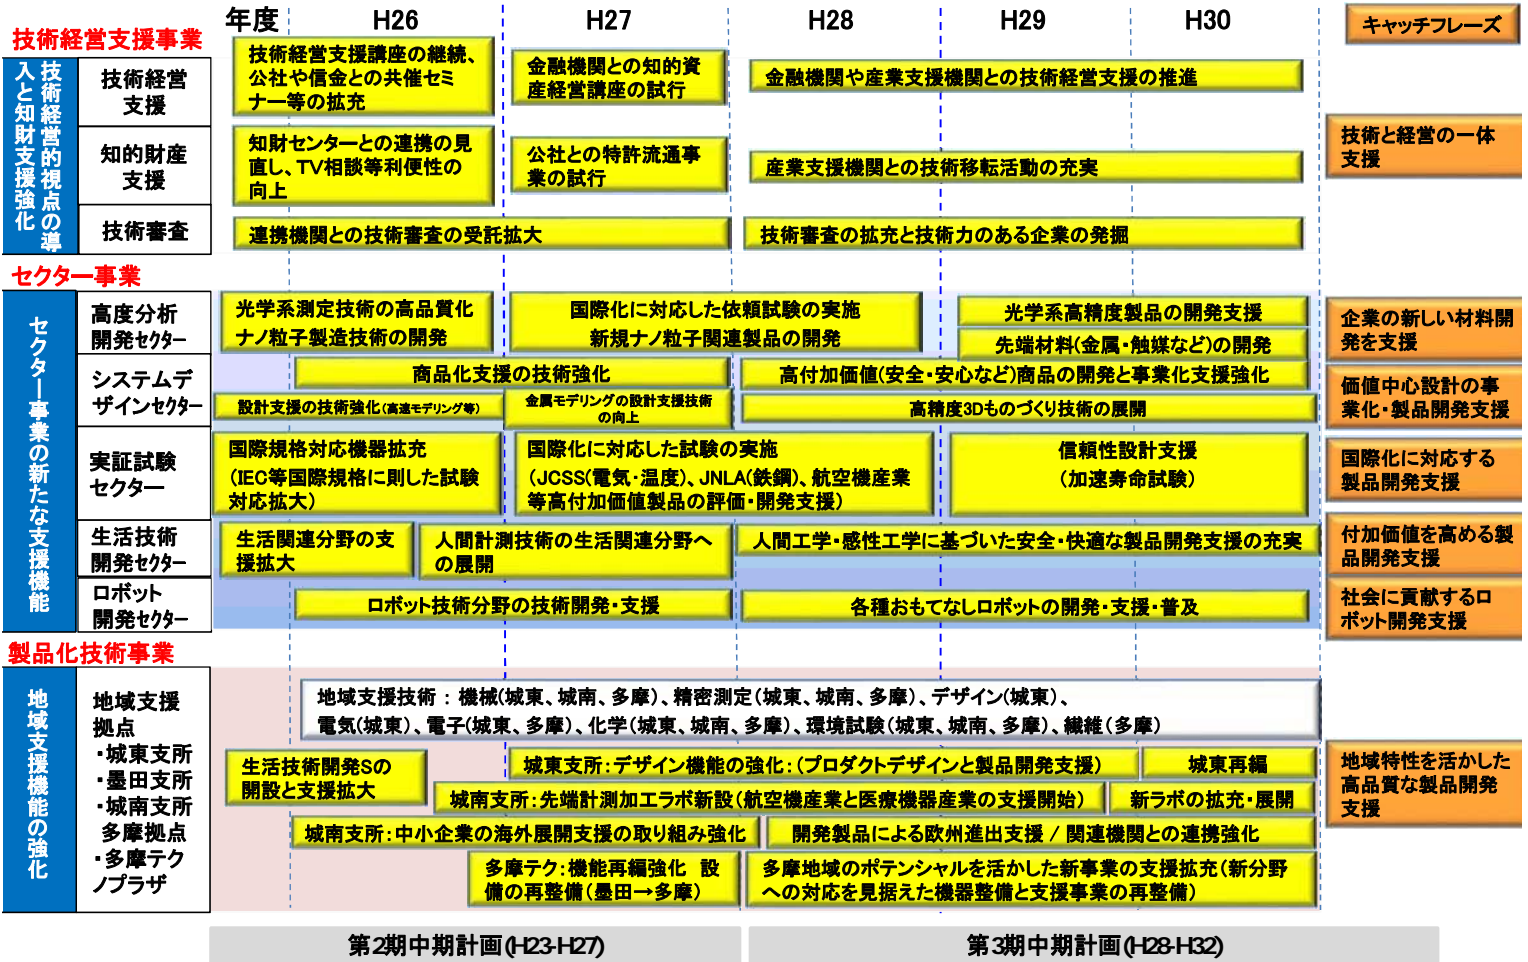 年度 H26 H27 H28 H29 H30
キャッチフレーズ
技術経営支援事業
技術経営的視点の導
入と知財支援強化
技術経営
支援
技術経営支援講座の継続、
公社や信金との共催セミ
ナー等の拡充
金融機関との知的資
産経営講座の試行
金融機関や産業支援機関との技術経営支援の推進
知的財産
支援
知財センターとの連携の見
直し、TV相談等利便性の
向上
公社との特許流通事
業の試行
産業支援機関との技術移転活動の充実
技術と経営の一体
支援
技術審査
連携機関との技術審査の受託拡大
技術審査の拡充と技術力のある企業の発掘
セクター事業
セクター事業の新たな支援機能
高度分析
開発セクター
光学系測定技術の高品質化
ナノ粒子製造技術の開発
国際化に対応した依頼試験の実施
新規ナノ粒子関連製品の開発
光学系高精度製品の開発支援
先端材料(金属・触媒など)の開発
企業の新しい材料開
発を支援
システムデ
ザインセクター
商品化支援の技術強化
高付加価値(安全・安心など)商品の開発と事業化支援強化
設計支援の技術強化(高速モデリング等)
金属モデリングの設計支援技術
の向上
高精度3Dものづくり技術の展開
価値中心設計の事
業化・製品開発支援
実証試験
セクター
国際規格対応機器拡充
(IEC等国際規格に則した試験
対応拡大)
国際化に対応した試験の実施
(JCSS(電気・温度)、JNLA(鉄鋼)、航空機産業
等高付加価値製品の評価・開発支援)
信頼性設計支援
(加速寿命試験)
国際化に対応する
製品開発支援
生活技術
開発セクター
生活関連分野の支
援拡大
人間計測技術の生活関連分野へ
の展開
人間工学・感性工学に基づいた安全・快適な製品開発支援の充実
付加価値を高める製
品開発支援
ロボット
開発セクター
ロボット技術分野の技術開発・支援
各種おもてなしロボットの開発・支援・普及
社会に貢献するロ
ボット開発支援
製品化技術事業
地域支援機能の強化
地域支援
拠点
・城東支所
・墨田支所
・城南支所
多摩拠点
・多摩テク
ノプラザ
地域支援技術：機械(城東、城南、多摩)、精密測定(城東、城南、多摩)、デザイン(城東)、
電気(城東)、電子(城東、多摩)、化学(城東、城南、多摩)、環境試験(城東、城南、多摩)、繊維(多摩)
生活技術開発Sの
開設と支援拡大
城東支所：デザイン機能の強化：(プロダクトデザインと製品開発支援)
城東再編
城南支所：先端計測加工ラボ新設(航空機産業と医療機器産業の支援開始)
新ラボの拡充・展開
城南支所：中小企業の海外展開支援の取り組み強化
開発製品による欧州進出支援 / 関連機関との連携強化
多摩テク：機能再編強化 設
備の再整備(墨田→多摩)
多摩地域のポテンシャルを活かした新事業の支援拡充(新分野
への対応を見据えた機器整備と支援事業の再整備)
地域特性を活かした
高品質な製品開発
支援
第2期中期計画(H23-H27)
第3期中期計画(H28-H32)